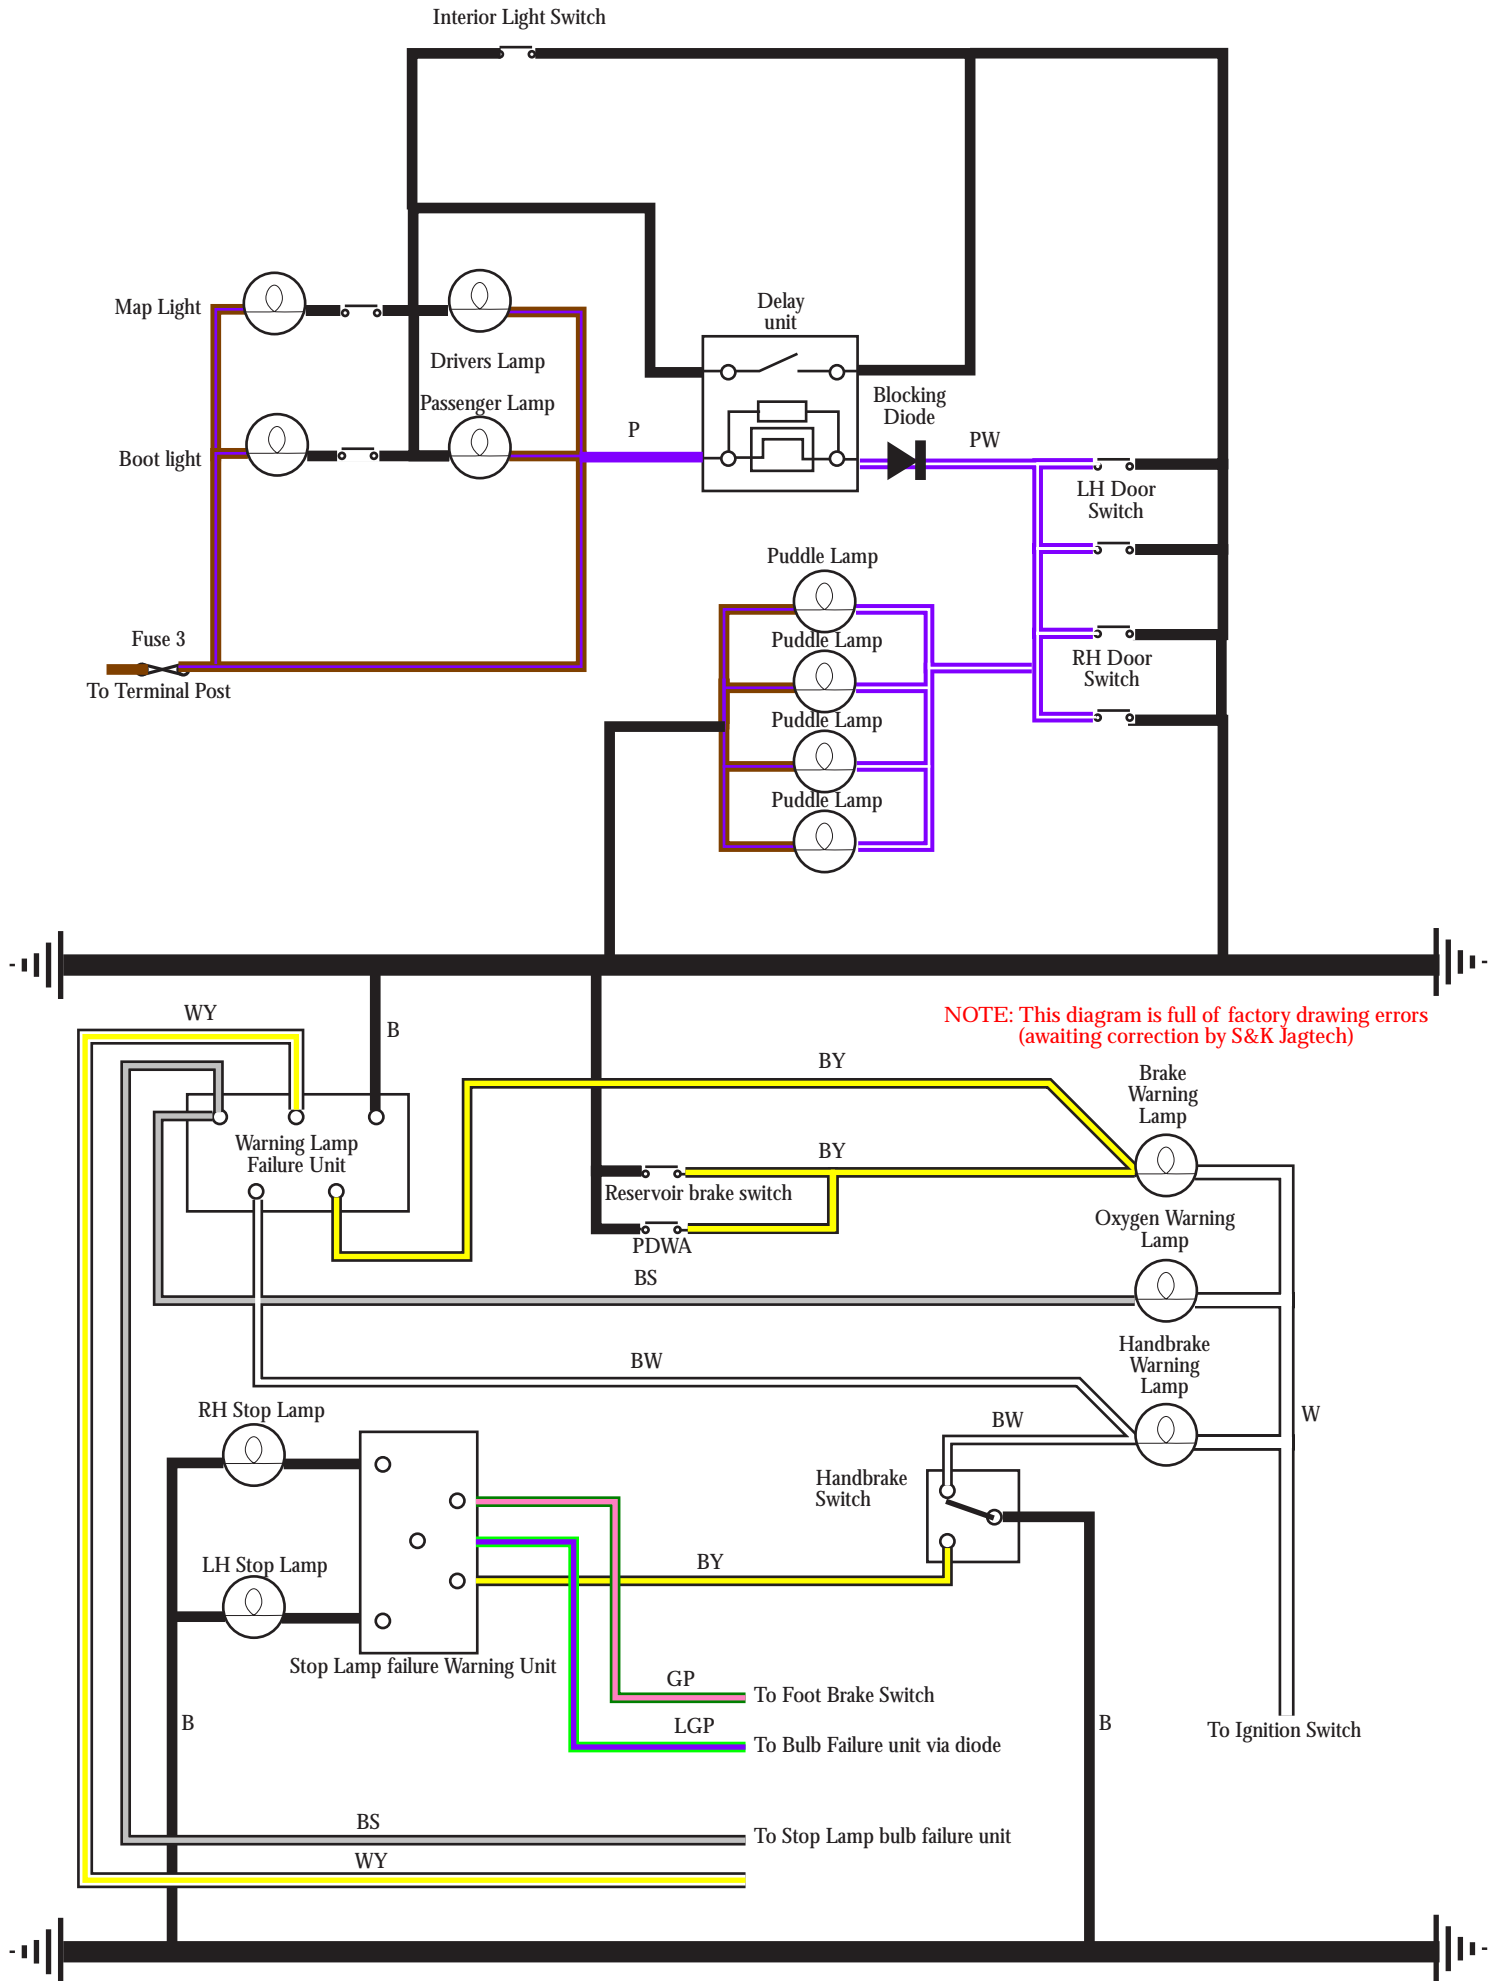 Interior Light Switch
Map Light
Drivers Lamp
Delay
unit
Passenger Lamp
Blocking
Diode
Boot light
P
PW
LH Door
Switch
Puddle Lamp
Fuse 3
Puddle Lamp
RH Door
Switch
To Terminal Post
Puddle Lamp
Puddle Lamp
WY
B
NOTE: This diagram is full of factory drawing errors
(awaiting correction by S&K Jagtech)
BY
Brake
Warning
Lamp
Warning Lamp
Failure Unit
BY
Reservoir brake switch
Oxygen Warning
Lamp
PDWA
BS
Handbrake
Warning
Lamp
BW
RH Stop Lamp
BW
W
Handbrake
Switch
LH Stop Lamp
BY
Stop Lamp failure Warning Unit
GP
To Foot Brake Switch
B
LGP
B
To Ignition Switch
To Bulb Failure unit via diode
BS
To Stop Lamp bulb failure unit
WY